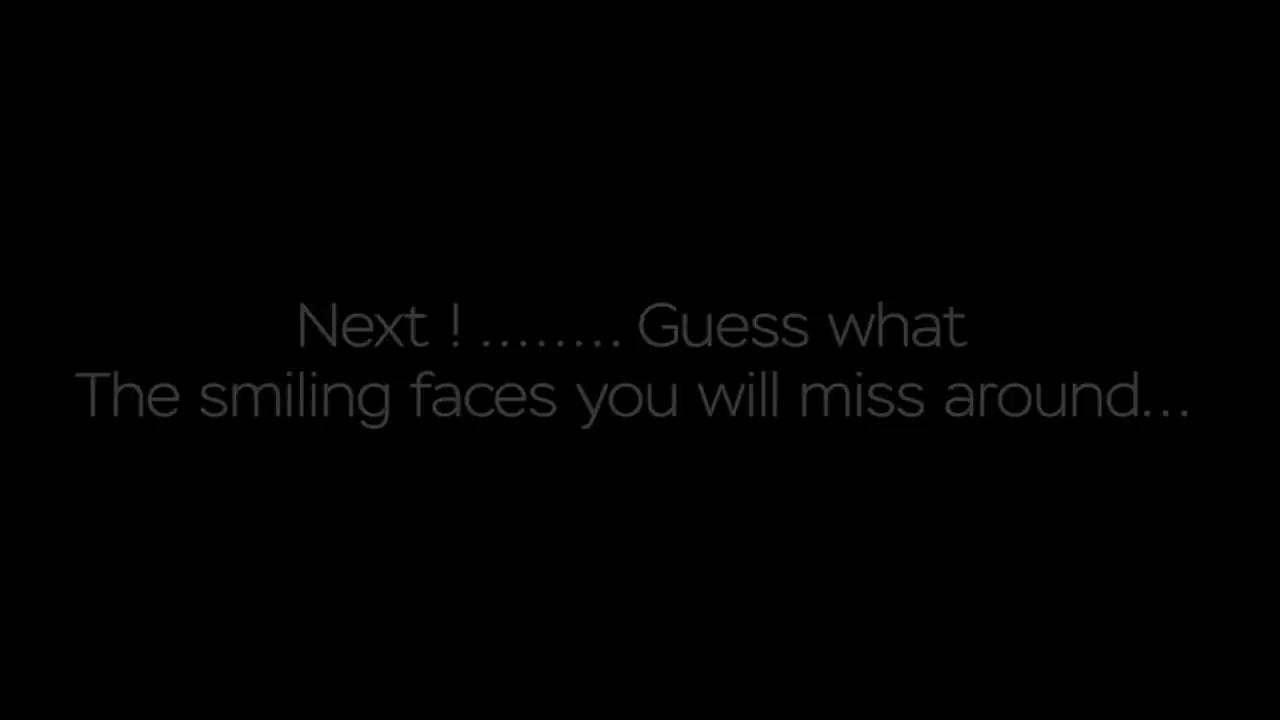 Next ! ........ Guess what
The smiling faces you will miss around...